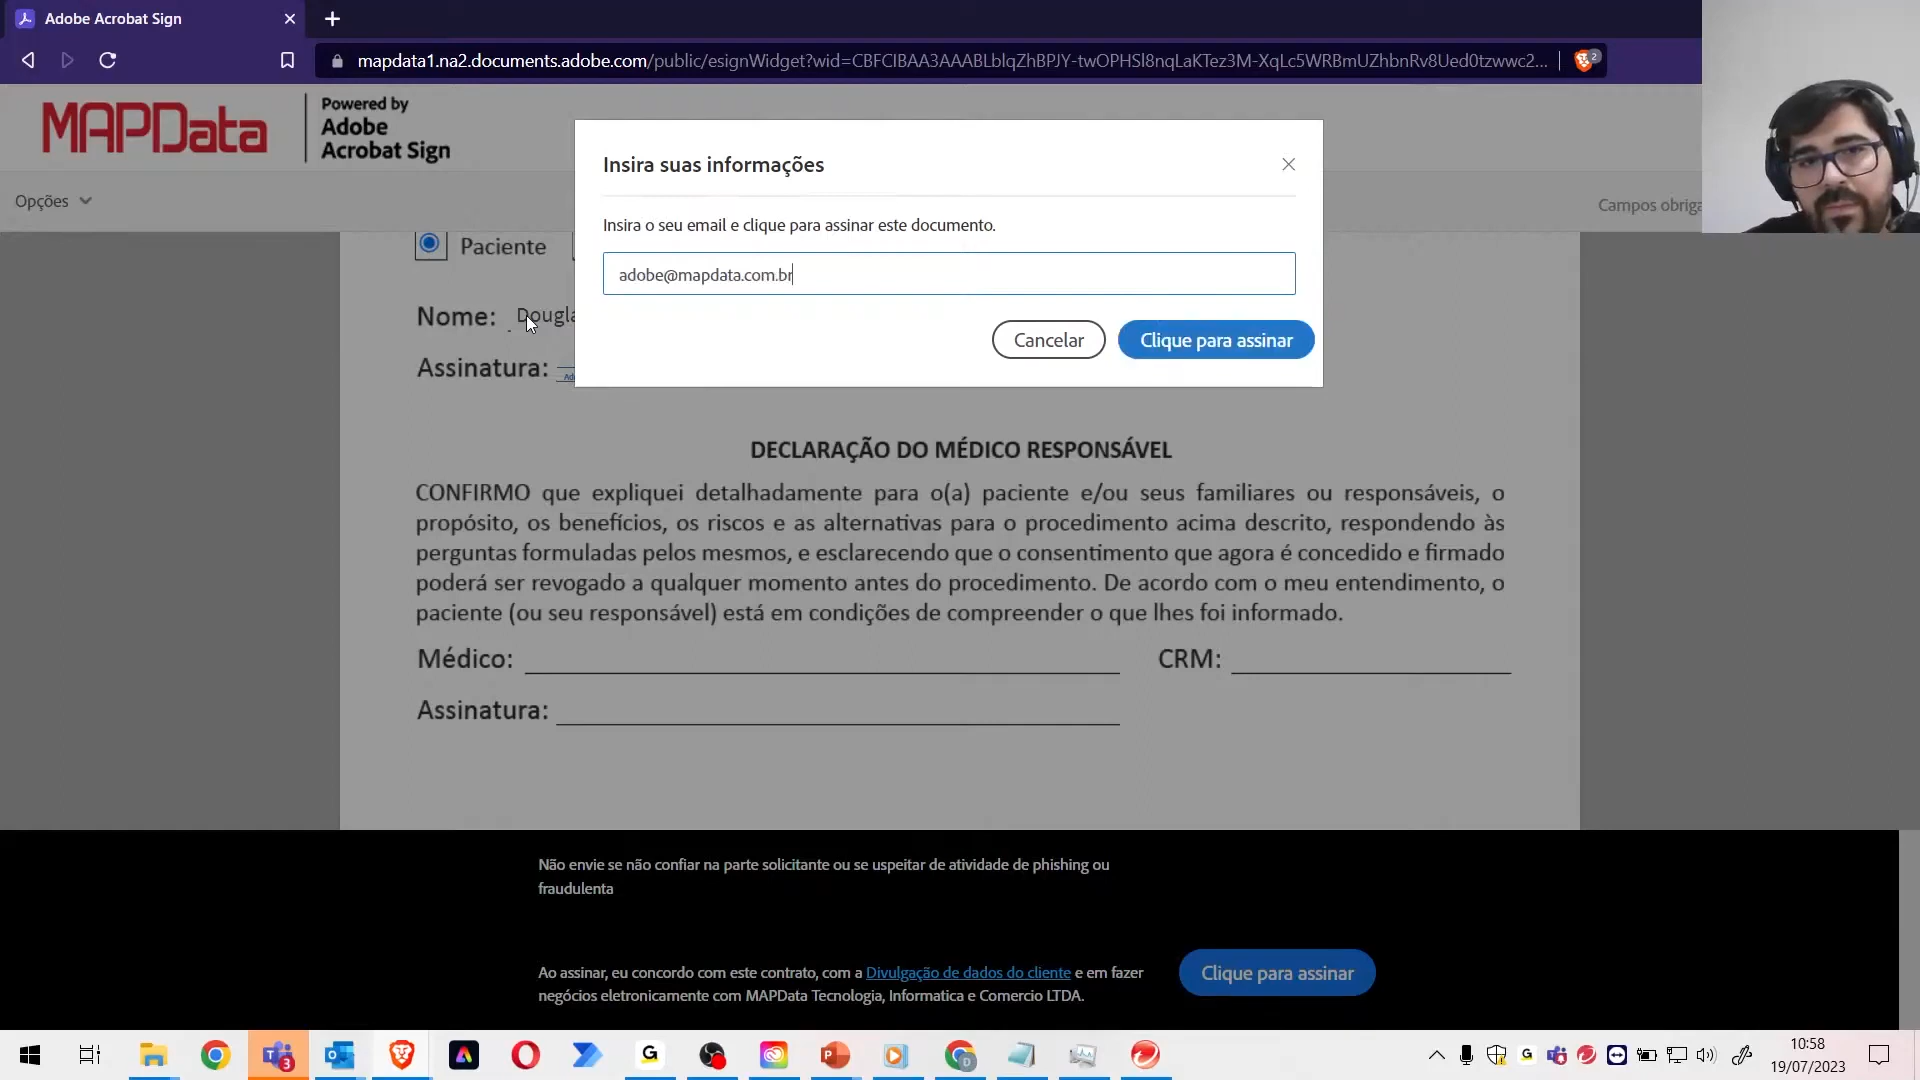 Adobe Acrobat Sign
mapdata1.na2.documents.adobe.com/public/esignWidget?wid=CBFCIBAA3AAABLblqZhBPJY-twOPHSl8nqLaKTez3M-XqLc5WRBmUZhbnRv8Ued0tzwwc2...
2
MAPData
Powered by
Adobe
Acrobat Sign
Opções
Campos obriga
Insira suas informações
Insira o seu email e clique para assinar este documento.
adobe@mapdata.com.br
Cancelar
Clique para assinar
Paciente
Nome: Dougla
Assinatura:
DECLARAÇÃO DO MÉDICO RESPONSÁVEL
CONFIRMO que expliquei detalhadamente para o(a) paciente e/ou seus familiares ou responsáveis, o
propósito, os benefícios, os riscos e as alternativas para o procedimento acima descrito, respondendo às
perguntas formuladas pelos mesmos, e esclarecendo que o consentimento que agora é concedido e firmado
poderá ser revogado a qualquer momento antes do procedimento. De acordo com o meu entendimento, o
paciente (ou seu responsável) está em condições de compreender o que lhes foi informado.
Médico: CRM:
Assinatura:
Não envie se não confiar na parte solicitante ou se uspeitar de atividade de phishing ou
fraudulenta
Ao assinar, eu concordo com este contrato, com a Divulgação de dados do cliente e em fazer
negócios eletronicamente com MAPData Tecnologia, Informatica e Comercio LTDA.
Clique para assinar
10:58
19/07/2023